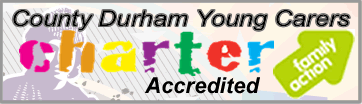 County Durham Young Carers
charter
Accredited
family
action